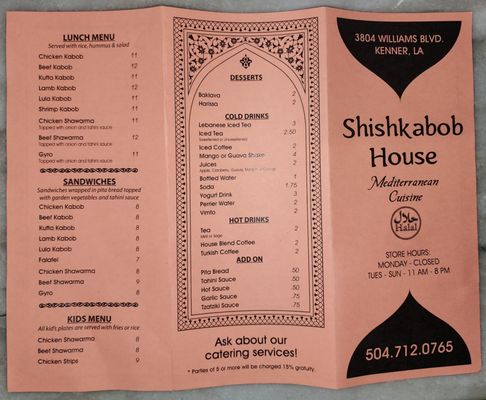 LUNCH MENU
Served with rice, hummus & salad
Chicken Kabob 11
Beef Kabob 12
Kufta Kabob 11
Lamb Kabob 12
Lula Kabob 11
Shrimp Kabob 11
Chicken Shawarma 11
Topped with onion and tahini sauce
Beef Shawarma 12
Topped with onion and tahini sauce
Gyro 11
Topped with onion and tahini sauce
SANDWICHES
Sandwiches wrapped in pita bread topped
with garden vegetables and tahini sauce
Chicken Kabob 8
Beef Kabob 8
Kufta Kabob 8
Lamb Kabob 8
Lula Kabob 8
Falafel 7
Chicken Shawarma 8
Beef Shawarma 9
Gyro 8
KIDS MENU
All kid's plates are served with fries or rice
Chicken Shawarma 8
Beef Shawarma 8
Chicken Strips 9
DESSERTS
Baklava 2
Harissa 2
COLD DRINKS
Lebanese Iced Tea 3
Iced Tea 2.50
Sweetened or Unsweetened
Iced Coffee 2
Mango or Guava Shake 4
Juices 2
Apple, Cranberry, Guava, Mango, Orange
Bottled Water 1
Soda 1.75
Yogurt Drink 3
Perrier Water 2
Vimto 2
HOT DRINKS
Tea 2
Mint or Sage
House Blend Coffee 2
Turkish Coffee 2
ADD ON
Pita Bread .50
Tahini Sauce .50
Hot Sauce .50
Garlic Sauce .75
Tzatziki Sauce .75
Ask about our
catering services!
* Parties of 5 or more will be charged 15% gratuity.
3804 WILLIAMS BLVD.
KENNER, LA
Shishkabob
House
Mediterranean
Cuisine
حلال
Halal
STORE HOURS:
MONDAY - CLOSED
TUES - SUN - 11 AM - 8 PM
504.712.0765